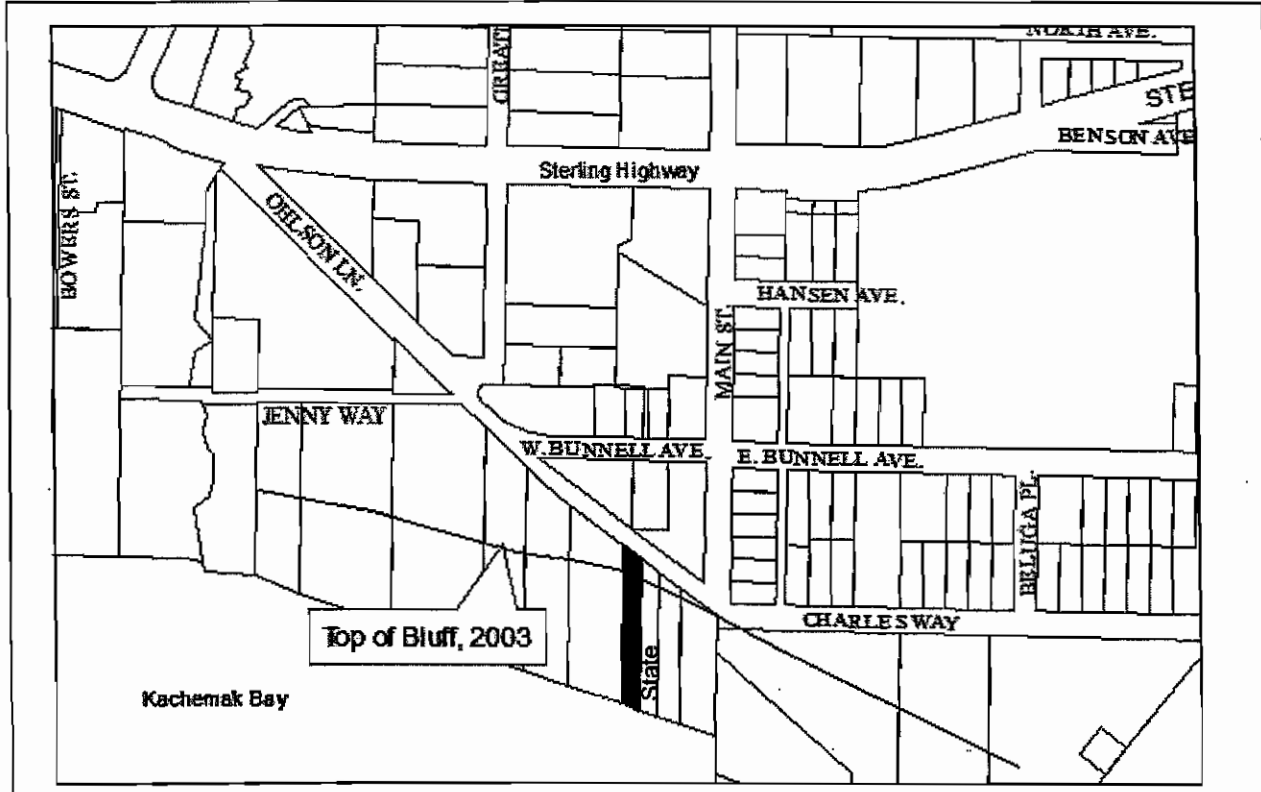 NORTH AVE.
STE
BENSON AVE
Sterling Highway
BOWERS ST.
OHLSON LN.
HANSEN AVE.
MAIN ST.
JENNY WAY
W. BUNNELL AVE.
E. BUNNELL AVE.
BELUGA PL.
CHARLES WAY
Top of Bluff, 2003
State
Kachemak Bay